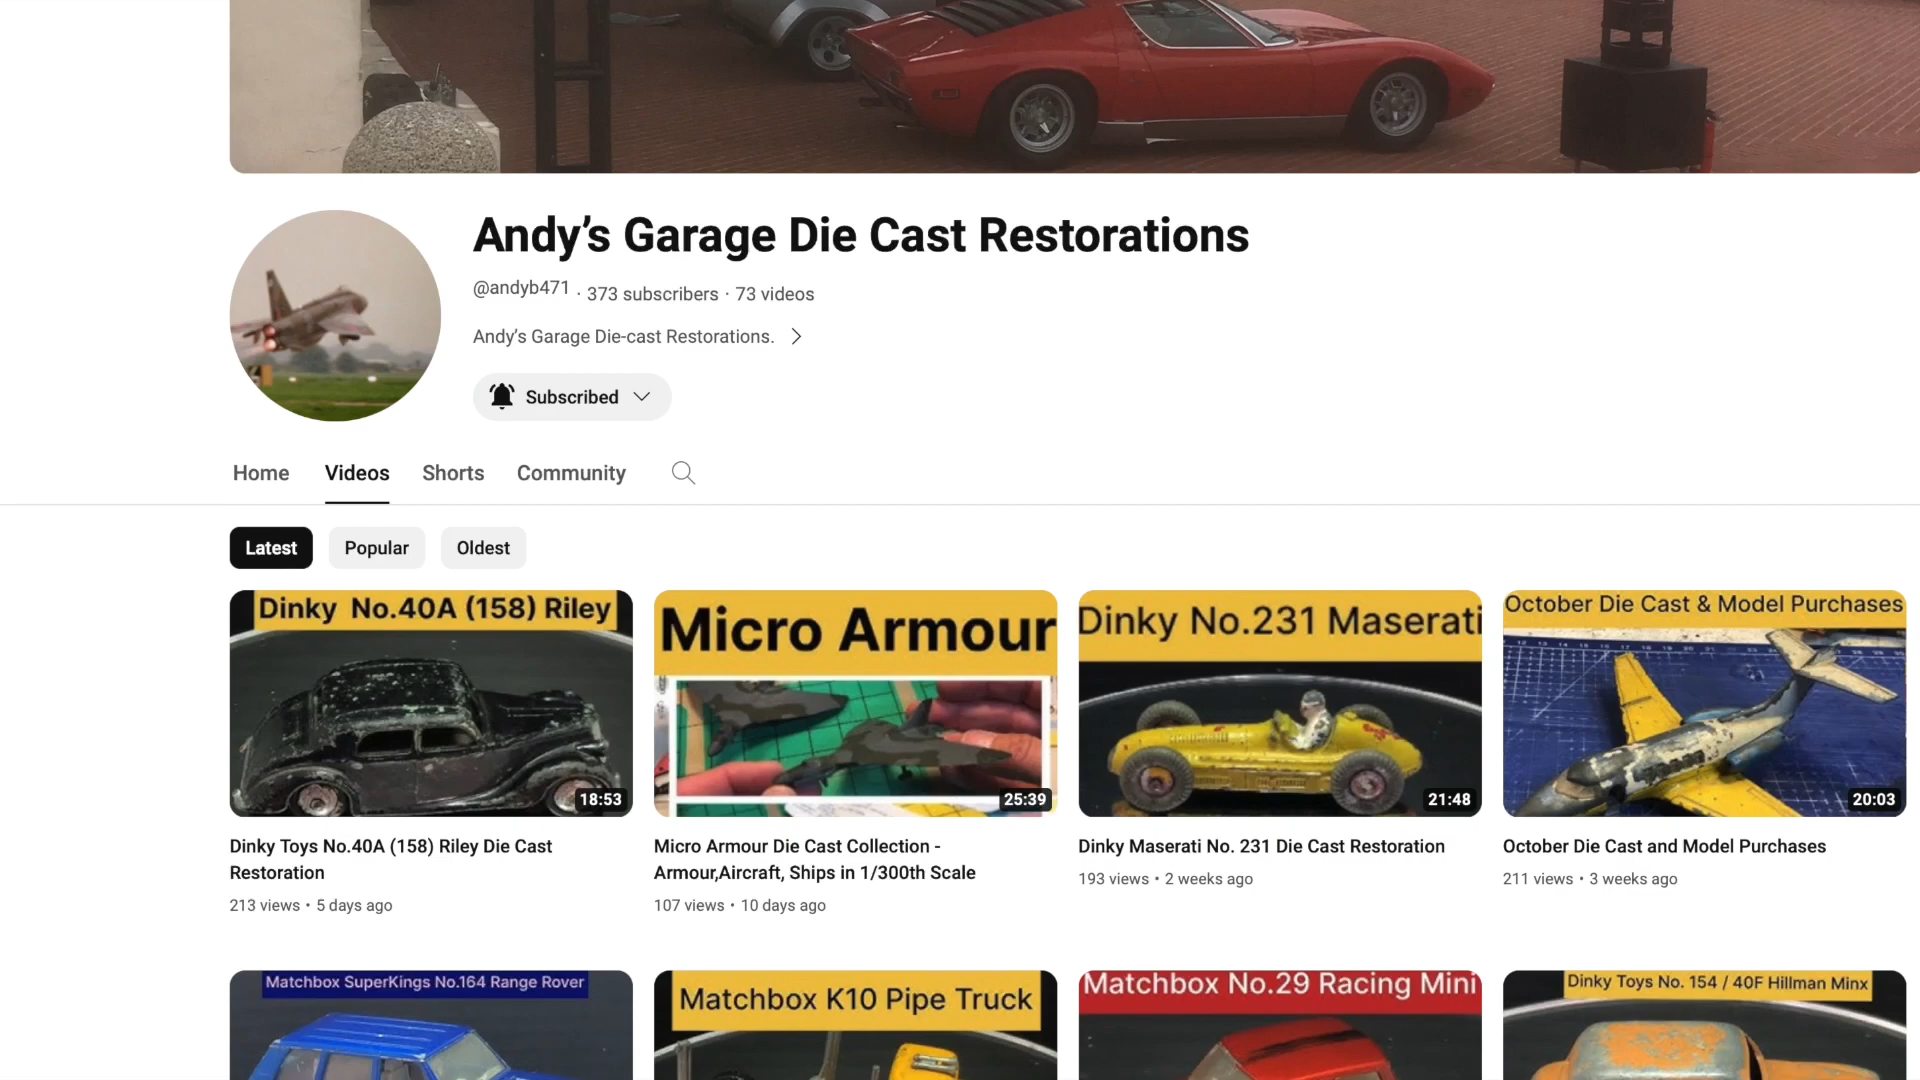 Andy’s Garage Die Cast Restorations
@andyb471 · 373 subscribers · 73 videos
Andy’s Garage Die-cast Restorations.
Subscribed
Home Videos Shorts Community
Latest Popular Oldest
Dinky No.40A (158) Riley
18:53
Dinky Toys No.40A (158) Riley Die Cast
Restoration
213 views • 5 days ago
Micro Armour
25:39
Micro Armour Die Cast Collection -
Armour,Aircraft, Ships in 1/300th Scale
107 views • 10 days ago
Dinky No.231 Maserati
21:48
Dinky Maserati No. 231 Die Cast Restoration
193 views • 2 weeks ago
October Die Cast & Model Purchases
20:03
October Die Cast and Model Purchases
211 views • 3 weeks ago
Matchbox SuperKings No.164 Range Rover
Matchbox K10 Pipe Truck
Matchbox No.29 Racing Mini
Dinky Toys No. 154 / 40F Hillman Minx